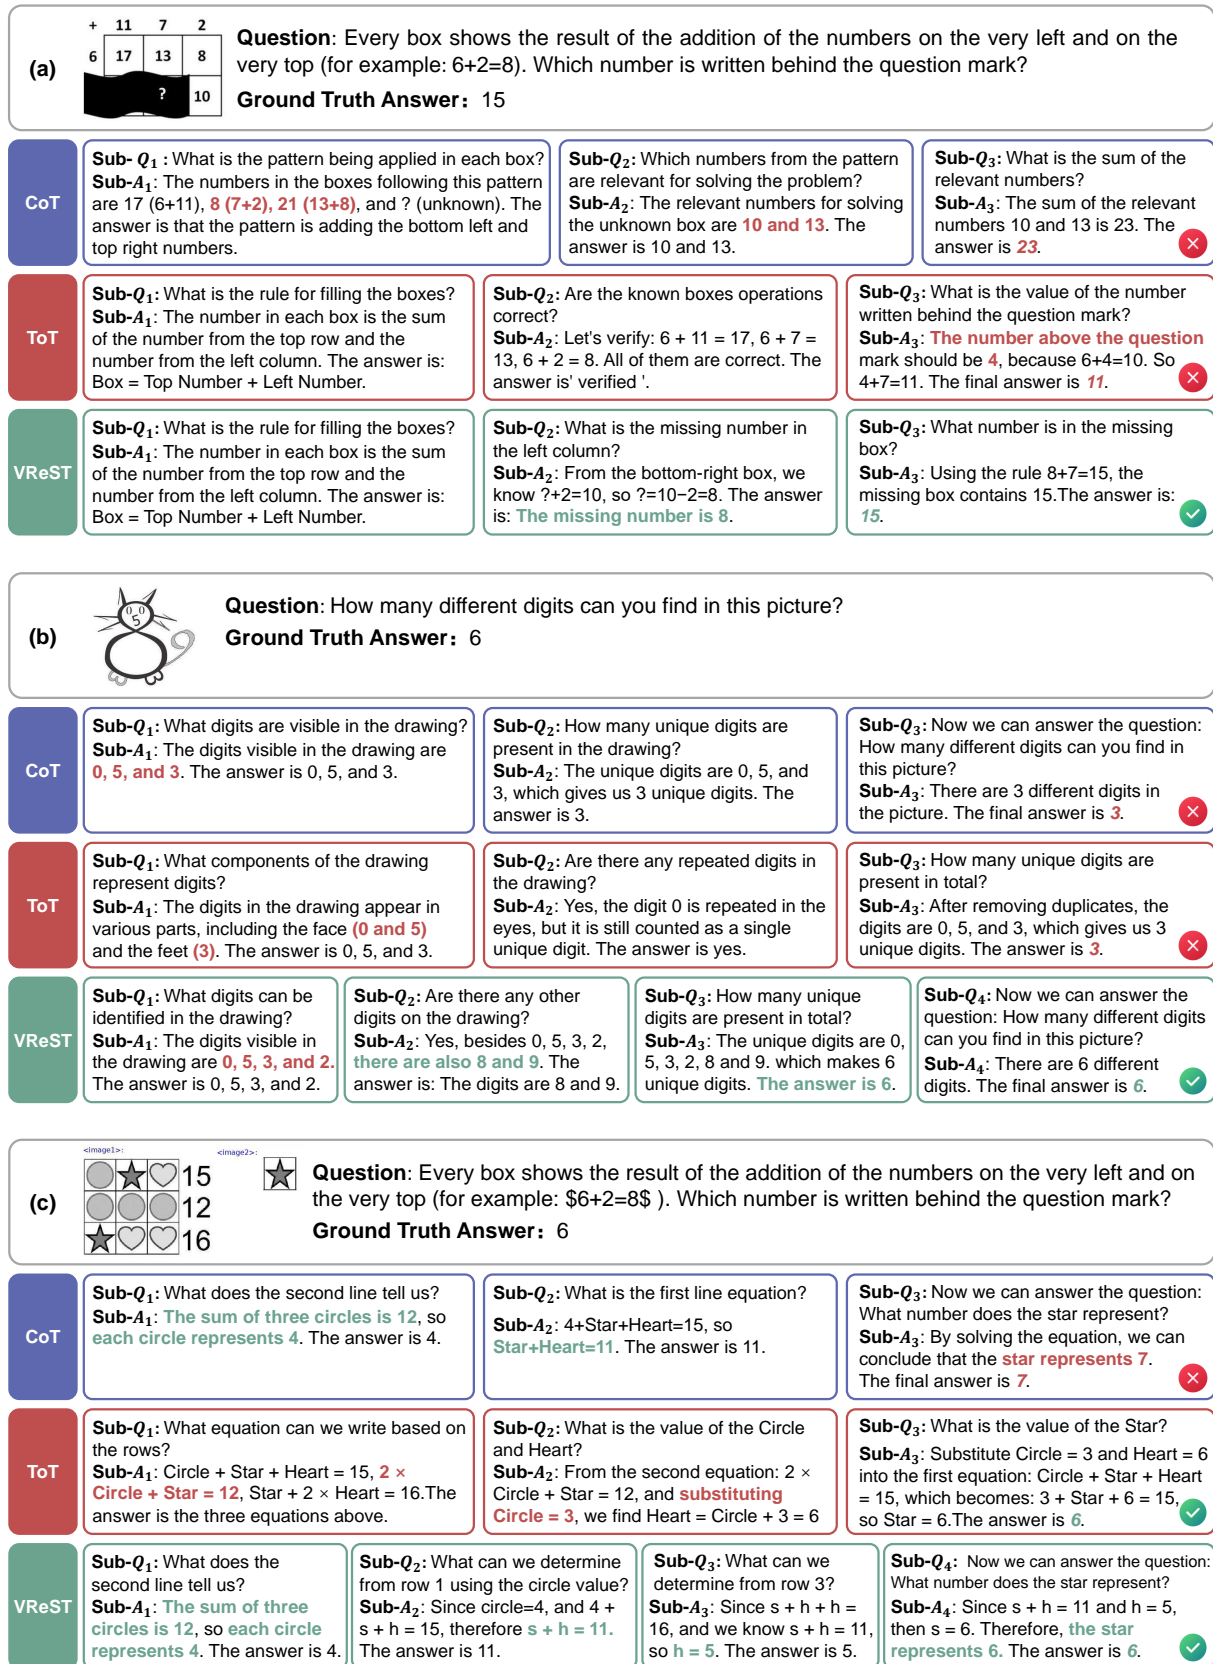 + 11 7 2
6 17 13 8
? 10
(a)
Question: Every box shows the result of the addition of the numbers on the very left and on the
very top (for example: 6+2=8). Which number is written behind the question mark?
Ground Truth Answer: 15
CoT
Sub-Q1 : What is the pattern being applied in each box?
Sub-A1: The numbers in the boxes following this pattern
are 17 (6+11), 8 (7+2), 21 (13+8), and ? (unknown). The
answer is that the pattern is adding the bottom left and
top right numbers.
Sub-Q2: Which numbers from the pattern
are relevant for solving the problem?
Sub-A2: The relevant numbers for solving
the unknown box are 10 and 13. The
answer is 10 and 13.
Sub-Q3: What is the sum of the
relevant numbers?
Sub-A3: The sum of the relevant
numbers 10 and 13 is 23. The
answer is 23.
ToT
Sub-Q1: What is the rule for filling the boxes?
Sub-A1: The number in each box is the sum
of the number from the top row and the
number from the left column. The answer is:
Box = Top Number + Left Number.
Sub-Q2: Are the known boxes operations
correct?
Sub-A2: Let's verify: 6 + 11 = 17, 6 + 7 =
13, 6 + 2 = 8. All of them are correct. The
answer is' verified '.
Sub-Q3: What is the value of the number
written behind the question mark?
Sub-A3: The number above the question
mark should be 4, because 6+4=10. So
4+7=11. The final answer is 11.
VReST
Sub-Q1: What is the rule for filling the boxes?
Sub-A1: The number in each box is the sum
of the number from the top row and the
number from the left column. The answer is:
Box = Top Number + Left Number.
Sub-Q2: What is the missing number in
the left column?
Sub-A2: From the bottom-right box, we
know ?+2=10, so ?=10−2=8. The answer
is: The missing number is 8.
Sub-Q3: What number is in the missing
box?
Sub-A3: Using the rule 8+7=15, the
missing box contains 15.The answer is:
15.
(b)
0 0
5
Question: How many different digits can you find in this picture?
Ground Truth Answer: 6
CoT
Sub-Q1: What digits are visible in the drawing?
Sub-A1: The digits visible in the drawing are
0, 5, and 3. The answer is 0, 5, and 3.
Sub-Q2: How many unique digits are
present in the drawing?
Sub-A2: The unique digits are 0, 5, and
3, which gives us 3 unique digits. The
answer is 3.
Sub-Q3: Now we can answer the question:
How many different digits can you find in
this picture?
Sub-A3: There are 3 different digits in
the picture. The final answer is 3.
ToT
Sub-Q1: What components of the drawing
represent digits?
Sub-A1: The digits in the drawing appear in
various parts, including the face (0 and 5)
and the feet (3). The answer is 0, 5, and 3.
Sub-Q2: Are there any repeated digits in
the drawing?
Sub-A2: Yes, the digit 0 is repeated in the
eyes, but it is still counted as a single
unique digit. The answer is yes.
Sub-Q3: How many unique digits are
present in total?
Sub-A3: After removing duplicates, the
digits are 0, 5, and 3, which gives us 3
unique digits. The answer is 3.
VReST
Sub-Q1: What digits can be
identified in the drawing?
Sub-A1: The digits visible in
the drawing are 0, 5, 3, and 2.
The answer is 0, 5, 3, and 2.
Sub-Q2: Are there any other
digits on the drawing?
Sub-A2: Yes, besides 0, 5, 3, 2,
there are also 8 and 9. The
answer is: The digits are 8 and 9.
Sub-Q3: How many unique
digits are present in total?
Sub-A3: The unique digits are 0,
5, 3, 2, 8 and 9. which makes 6
unique digits. The answer is 6.
Sub-Q4: Now we can answer the
question: How many different digits
can you find in this picture?
Sub-A4: There are 6 different
digits. The final answer is 6.
(c)
<image1>:
15
12
16
<image2>:
Question: Every box shows the result of the addition of the numbers on the very left and on
the very top (for example: $6+2=8$ ). Which number is written behind the question mark?
Ground Truth Answer: 6
CoT
Sub-Q1: What does the second line tell us?
Sub-A1: The sum of three circles is 12, so
each circle represents 4. The answer is 4.
Sub-Q2: What is the first line equation?
Sub-A2: 4+Star+Heart=15, so
Star+Heart=11. The answer is 11.
Sub-Q3: Now we can answer the question:
What number does the star represent?
Sub-A3: By solving the equation, we can
conclude that the star represents 7.
The final answer is 7.
ToT
Sub-Q1: What equation can we write based on
the rows?
Sub-A1: Circle + Star + Heart = 15, 2 ×
Circle + Star = 12, Star + 2 × Heart = 16.The
answer is the three equations above.
Sub-Q2: What is the value of the Circle
and Heart?
Sub-A2: From the second equation: 2 ×
Circle + Star = 12, and substituting
Circle = 3, we find Heart = Circle + 3 = 6
Sub-Q3: What is the value of the Star?
Sub-A3: Substitute Circle = 3 and Heart = 6
into the first equation: Circle + Star + Heart
= 15, which becomes: 3 + Star + 6 = 15,
so Star = 6.The answer is 6.
VReST
Sub-Q1: What does the
second line tell us?
Sub-A1: The sum of three
circles is 12, so each circle
represents 4. The answer is 4.
Sub-Q2: What can we determine
from row 1 using the circle value?
Sub-A2: Since circle=4, and 4 +
s + h = 15, therefore s + h = 11.
The answer is 11.
Sub-Q3: What can we
determine from row 3?
Sub-A3: Since s + h + h =
16, and we know s + h = 11,
so h = 5. The answer is 5.
Sub-Q4: Now we can answer the question:
What number does the star represent?
Sub-A4: Since s + h = 11 and h = 5,
then s = 6. Therefore, the star
represents 6. The answer is 6.